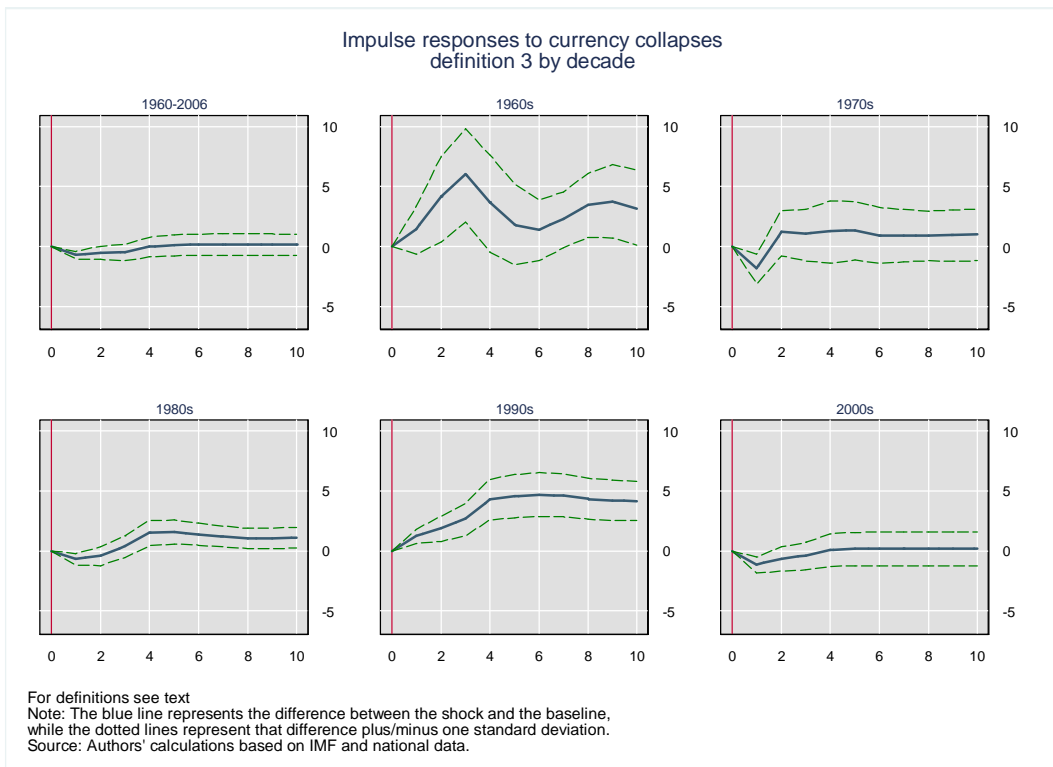 Impulse responses to currency collapses
definition 3 by decade
1960-2006
1960s
1970s
10
5
0
-5
10
5
0
-5
10
5
0
-5
0 2 4 6 8 10
0 2 4 6 8 10
0 2 4 6 8 10
1980s
1990s
2000s
10
5
0
-5
10
5
0
-5
10
5
0
-5
0 2 4 6 8 10
0 2 4 6 8 10
0 2 4 6 8 10
For definitions see text
Note: The blue line represents the difference between the shock and the baseline,
while the dotted lines represent that difference plus/minus one standard deviation.
Source: Authors' calculations based on IMF and national data.